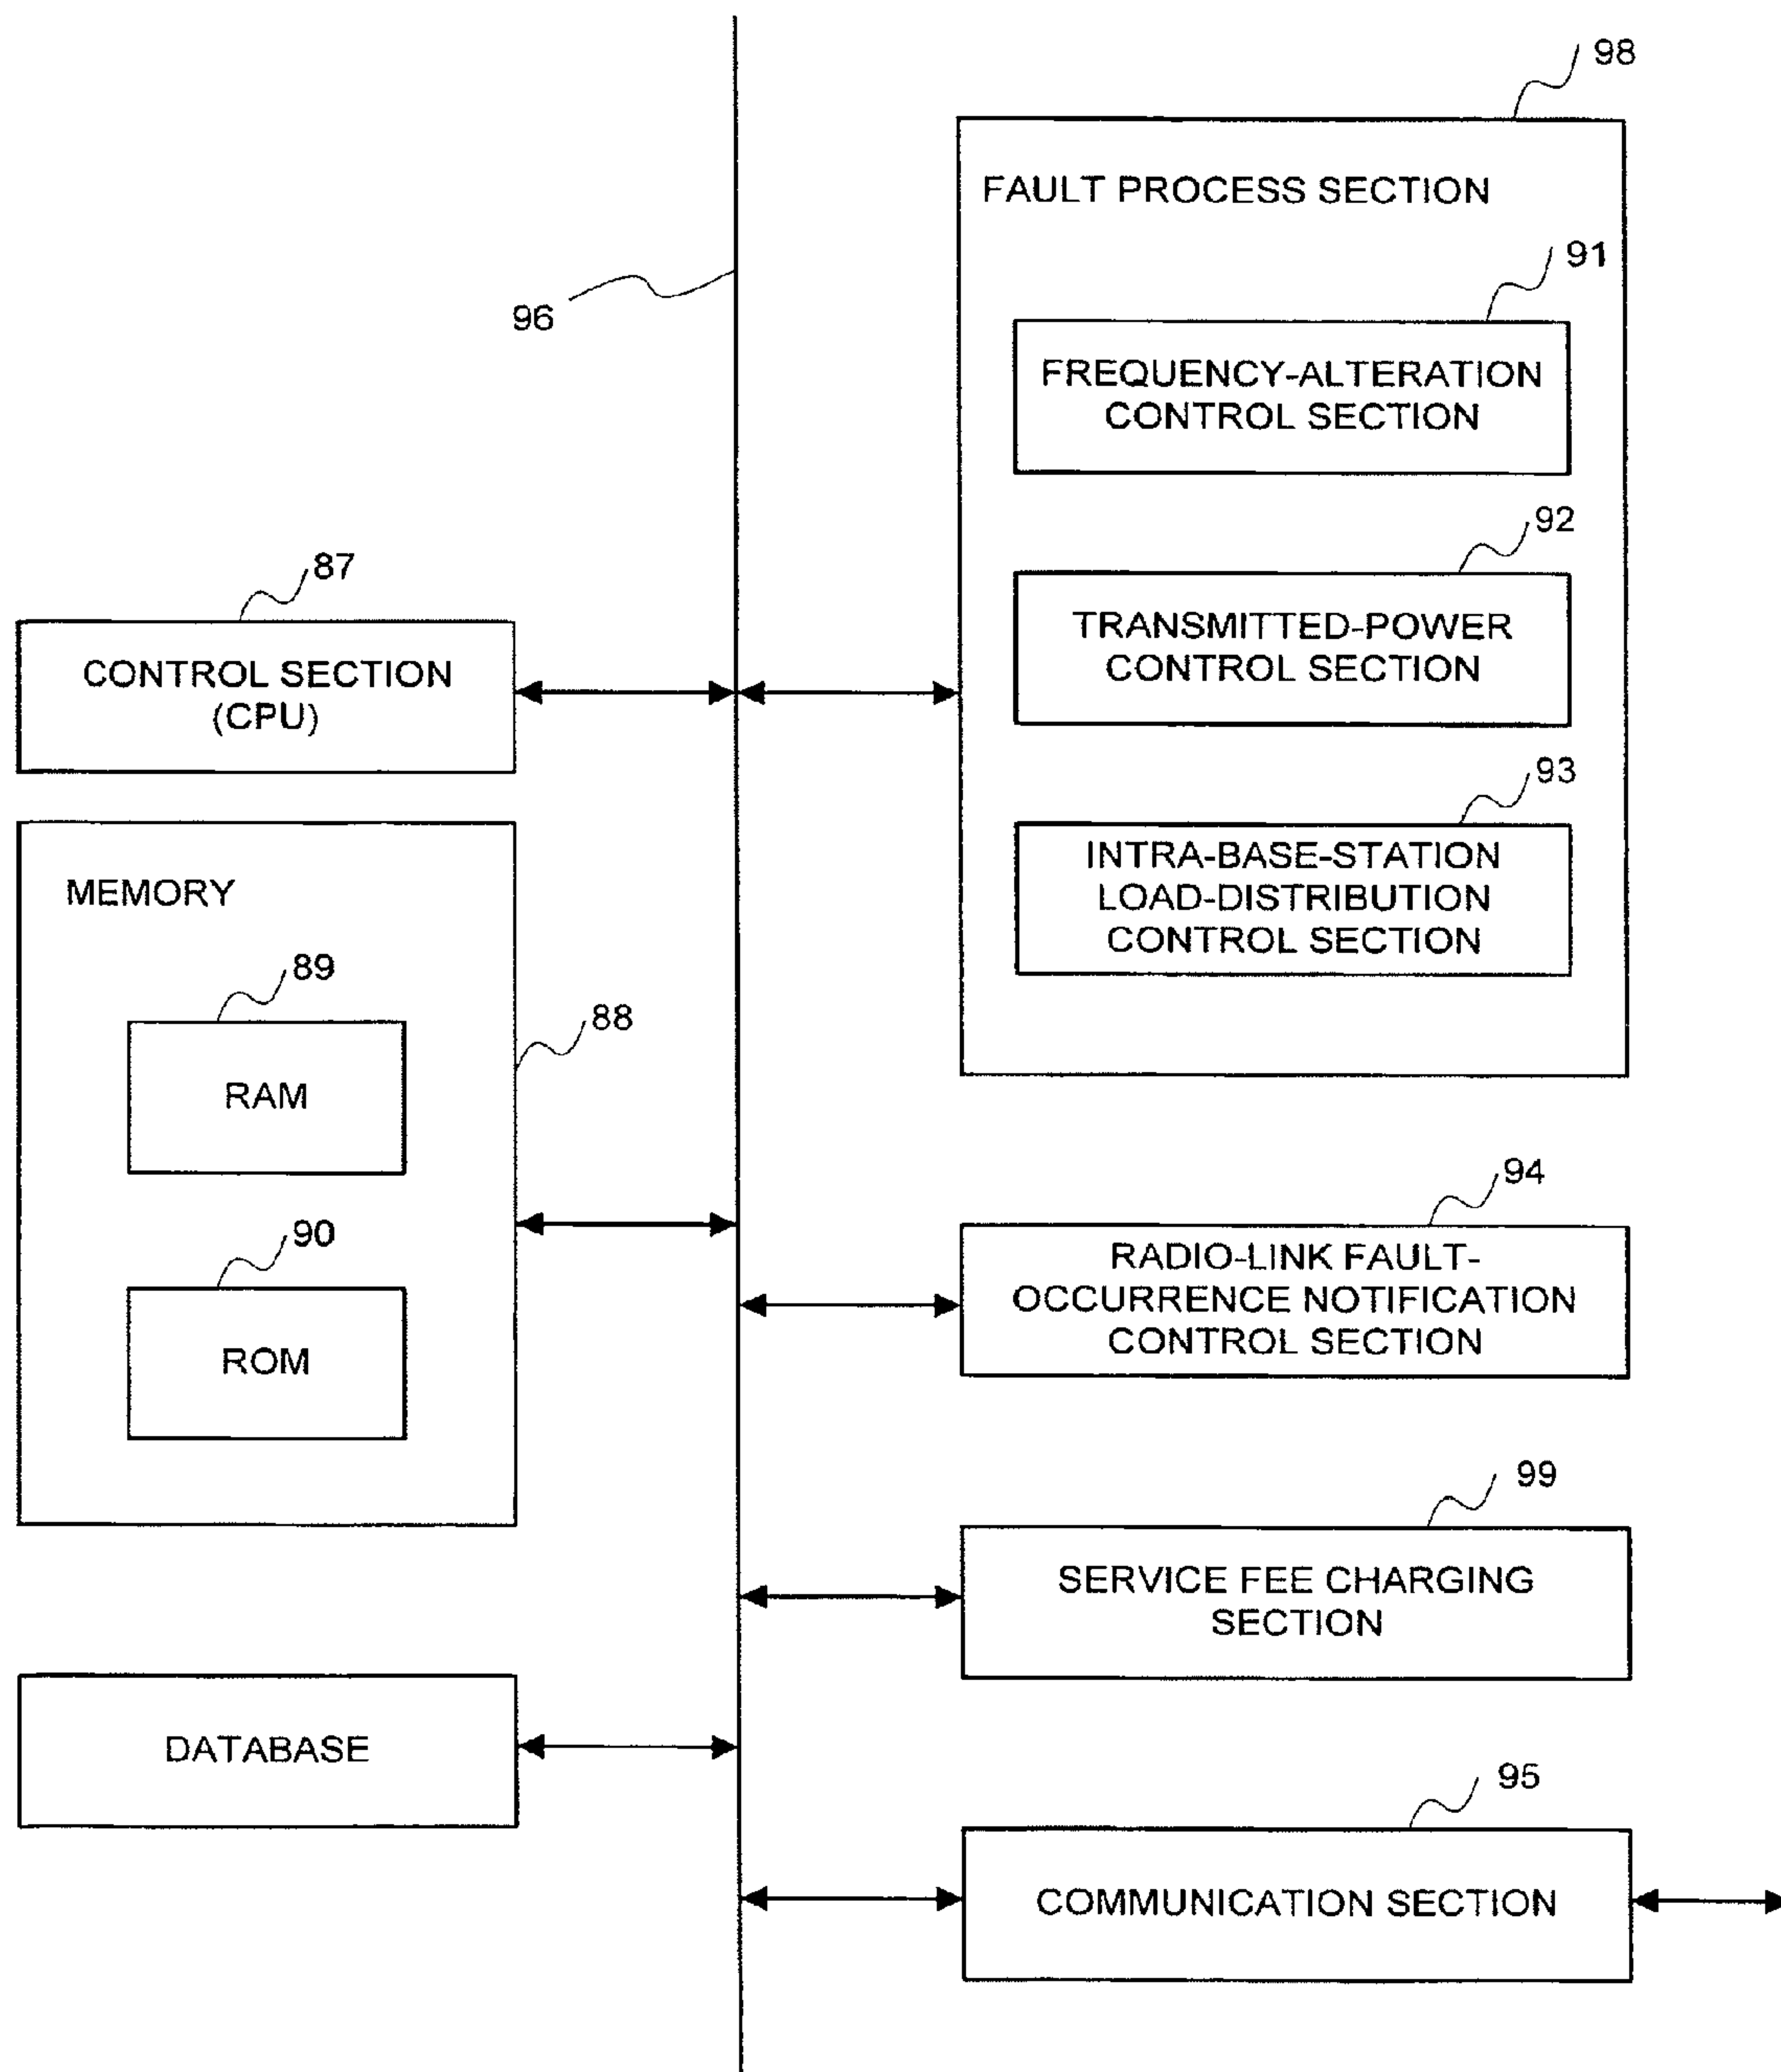 98
FAULT PROCESS SECTION
91
96
FREQUENCY-ALTERATION
CONTROL SECTION
92
87
TRANSMITTED-POWER
CONTROL SECTION
CONTROL SECTION
(CPU)
93
INTRA-BASE-STATION
LOAD-DISTRIBUTION
CONTROL SECTION
MEMORY
89
88
RAM
94
90
RADIO-LINK FAULT-
OCCURRENCE NOTIFICATION
CONTROL SECTION
ROM
99
SERVICE FEE CHARGING
SECTION
DATABASE
95
COMMUNICATION SECTION